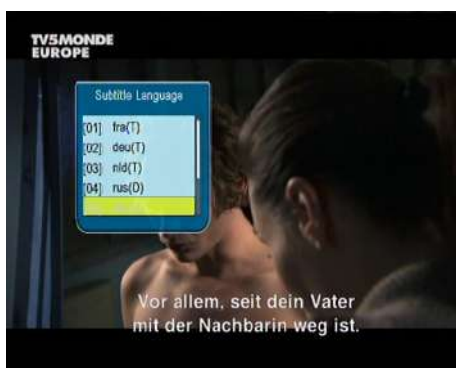 TV5MONDE
EUROPE
Subtitle Language
[01] fra(T)
[02] deu(T)
[03] nld(T)
[04] rus(D)
Vor allem, seit dein Vater
mit der Nachbarin weg ist.